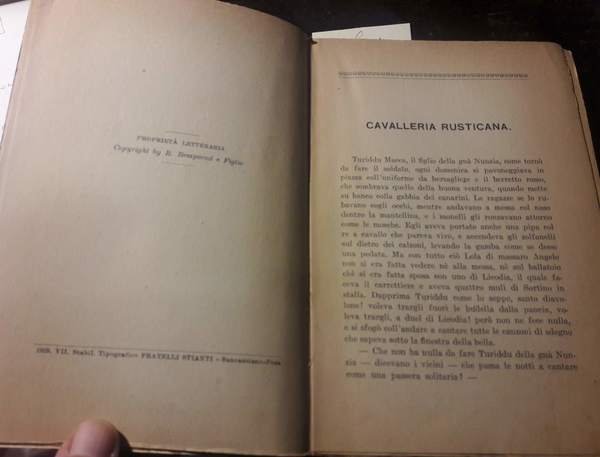 PROPRIETÀ LETTERARIA
Copyright by R. Bemporad e Figlio
VII. Stabil. Tipografico FRATELLI STIANTI - Sancasciano-Pesa
CAVALLERIA RUSTICANA.
Turiddu Macca, il figlio della gnà Nunzia, come tornò
da fare il soldato, ogni domenica si pavoneggiava in
piazza coll'uniforme da bersagliere e il berretto rosso,
che sembrava quello della buona ventura, quando mette
su banco colla gabbia dei canarini. Le ragazze se lo ru-
bavano cogli occhi, mentre andavano a messa col naso
dentro la mantellina, e i monelli gli ronzavano attorno
come le mosche. Egli aveva portato anche una pipa col
re a cavallo che pareva vivo, e accendeva gli zolfanelli
sul dietro dei calzoni, levando la gamba come se desse
una pedata. Ma con tutto ciò Lola di massaro Angelo
non si era fatta vedere nè alla messa, nè sul ballatoio
chè si era fatta sposa con uno di Licodia, il quale fa-
ceva il carrettiere e aveva quattro muli di Sortino in
stalla. Dapprima Turiddu come lo seppe, santo diavo-
lone! voleva trargli fuori le budella dalla pancia, vo-
leva trargli, a quel di Licodia! però non ne fece nulla,
e si sfogò coll'andare a cantare tutte le canzoni di sdegno
che sapeva sotto la finestra della bella.
— Che non ha nulla da fare Turiddu della gnà Nun-
zia — dicevano i vicini — che passa le notti a cantare
come una passera solitaria? —